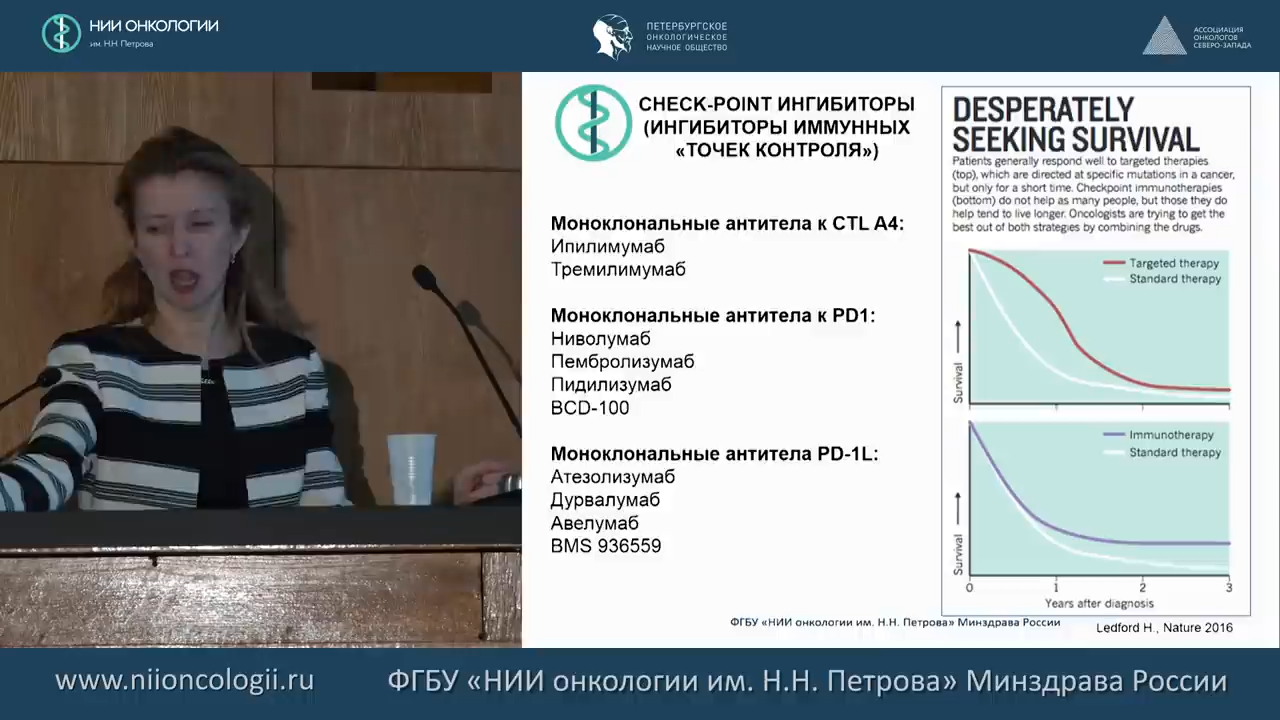 НИИ ОНКОЛОГИИ
им. Н.Н. Петрова
ПЕТЕРБУРГСКОЕ
ОНКОЛОГИЧЕСКОЕ
НАУЧНОЕ ОБЩЕСТВО
АССОЦИАЦИЯ
ОНКОЛОГОВ
СЕВЕРО-ЗАПАДА
CHECK-POINT ИНГИБИТОРЫ
(ИНГИБИТОРЫ ИММУННЫХ
«ТОЧЕК КОНТРОЛЯ»)
Моноклональные антитела к CTL A4:
Ипилимумаб
Тремилимумаб
Моноклональные антитела к PD1:
Ниволумаб
Пембролизумаб
Пидилизумаб
BCD-100
Моноклональные антитела PD-1L:
Атезолизумаб
Дурвалумаб
Авелумаб
BMS 936559
DESPERATELY
SEEKING SURVIVAL
Patients generally respond well to targeted therapies
(top), which are directed at specific mutations in a cancer,
but only for a short time. Checkpoint immunotherapies
(bottom) do not help as many people, but those they do
help tend to live longer. Oncologists are trying to get the
best out of both strategies by combining the drugs.
Targeted therapy
Standard therapy
Survival
Immunotherapy
Standard therapy
Survival
0 1 2 3
Years after diagnosis
ФГБУ «НИИ онкологии им. Н.Н. Петрова» Минздрава России
Ledford H., Nature 2016
www.niioncologii.ru
ФГБУ «НИИ онкологии им. Н.Н. Петрова» Минздрава России